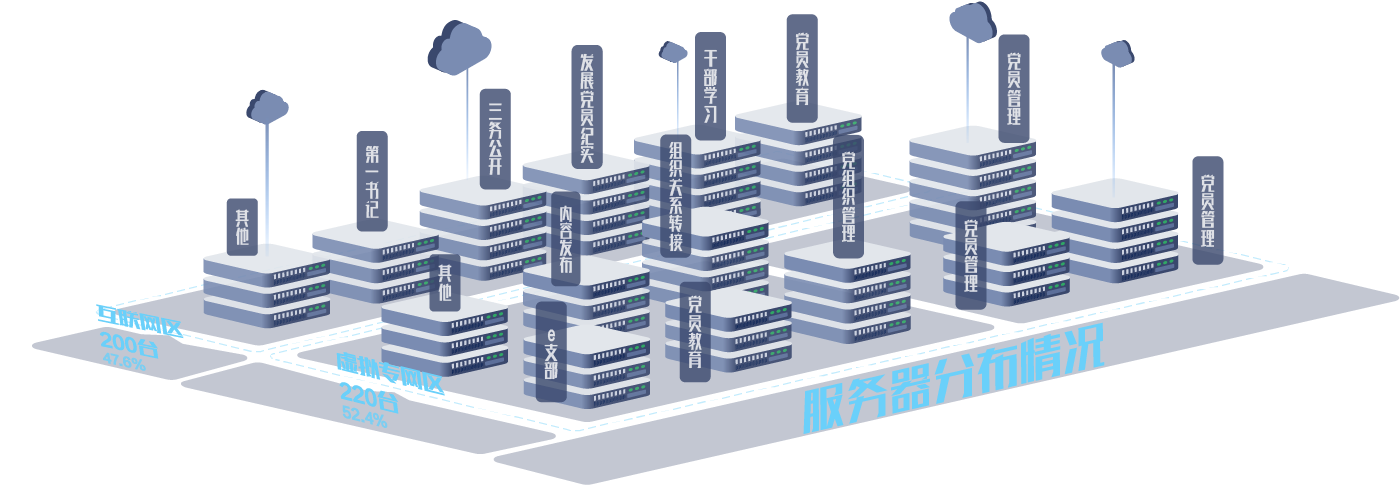 党员教育
干部学习
发展党员纪实
三务公开
第一书记
其他
党员管理
党员管理
党组织管理
组织关系转接
内容发布
其他
党员管理
党员教育
e支部
互联网区
200台
47.6%
虚拟专网区
220台
52.4%
服务器分布情况